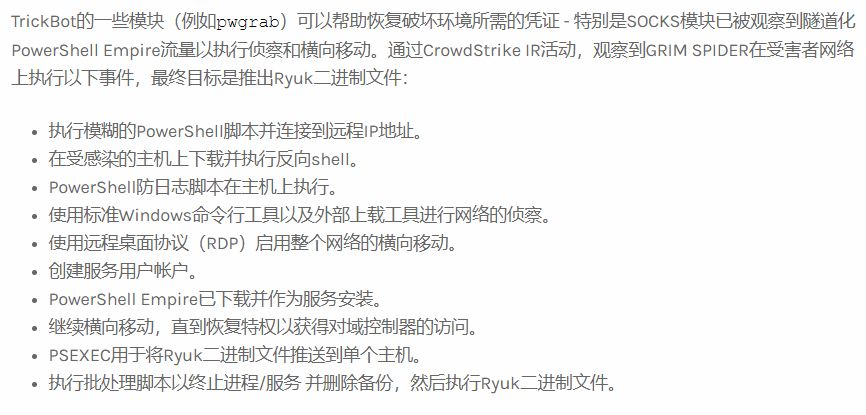 TrickBot的一些模块（例如pwgrab）可以帮助恢复破坏环境所需的凭证 - 特别是SOCKS模块已被观察到隧道化
PowerShell Empire流量以执行侦察和横向移动。通过CrowdStrike IR活动，观察到GRIM SPIDER在受害者网络
上执行以下事件，最终目标是推出Ryuk二进制文件：
• 执行模糊的PowerShell脚本并连接到远程IP地址。
• 在受感染的主机上下载并执行反向shell。
• PowerShell防日志脚本在主机上执行。
• 使用标准Windows命令行工具以及外部上载工具进行网络的侦察。
• 使用远程桌面协议（RDP）启用整个网络的横向移动。
• 创建服务用户帐户。
• PowerShell Empire已下载并作为服务安装。
• 继续横向移动，直到恢复特权以获得对域控制器的访问。
• PSEXEC用于将Ryuk二进制文件推送到单个主机。
• 执行批处理脚本以终止进程/服务 并删除备份，然后执行Ryuk二进制文件。